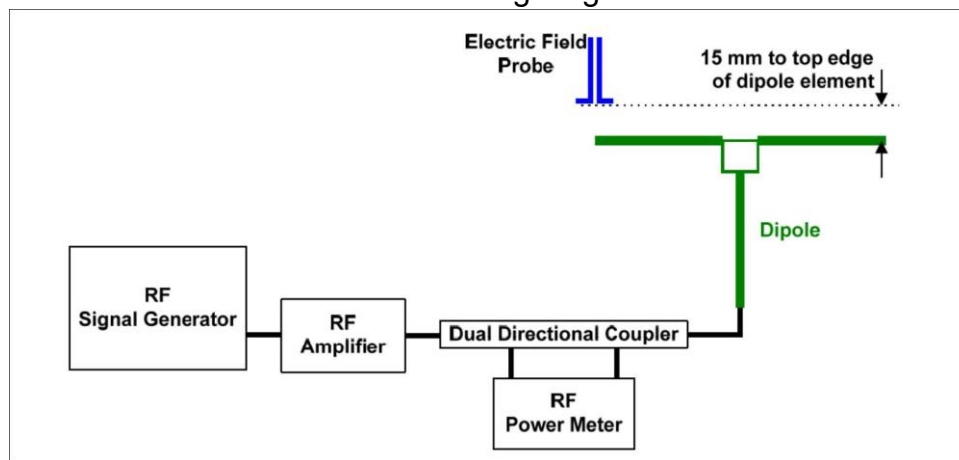 Electric Field
Probe
15 mm to top edge
of dipole element
Dipole
RF
Signal Generator
RF
Amplifier
Dual Directional Coupler
RF
Power Meter